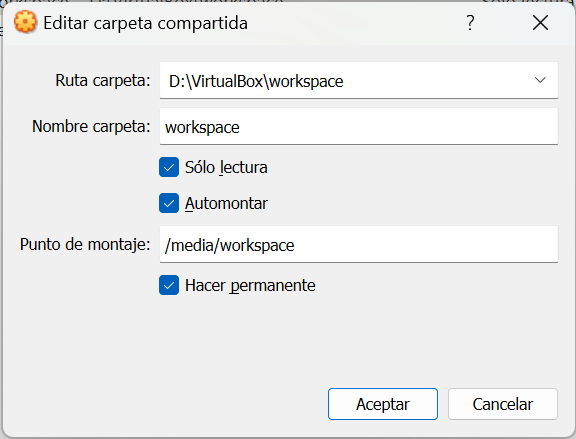 Editar carpeta compartida
?
Ruta carpeta: D:\VirtualBox\workspace
Nombre carpeta: workspace
Sólo lectura
Automontar
Punto de montaje: /media/workspace
Hacer permanente
Aceptar Cancelar